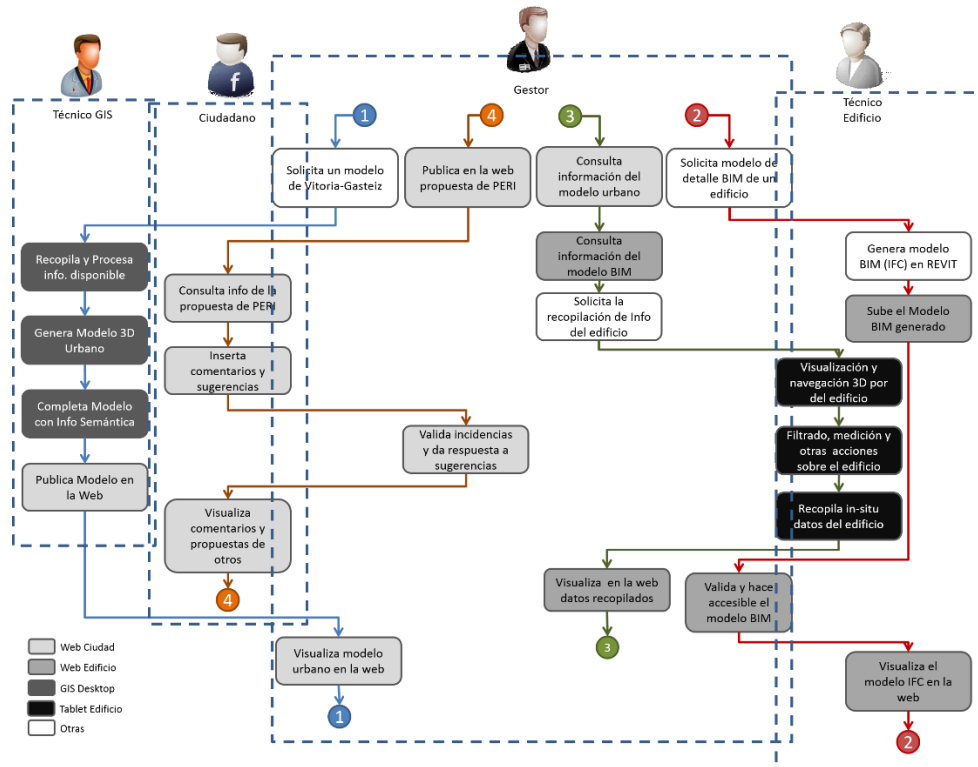 Gestor
Técnico GIS
Ciudadano
Técnico
Edificio
1
4
3
2
Solicita un modelo
de Vitoria-Gasteiz
Publica en la web
propuesta de PERI
Consulta
información del
modelo urbano
Solicita modelo de
detalle BIM de un
edificio
Recopila y Procesa
info. disponible
Consulta
información del
modelo BIM
Genera modelo
BIM (IFC) en REVIT
Consulta info de la
propuesta de PERI
Solicita la
recopilación de Info
del edificio
Sube el Modelo
BIM generado
Genera Modelo 3D
Urbano
Inserta
comentarios y
sugerencias
Visualización y
navegación 3D por
del edificio
Completa Modelo
con Info Semántica
Valida incidencias
y da respuesta a
sugerencias
Filtrado, medición y
otras acciones
sobre el edificio
Publica Modelo en
la Web
Visualiza
comentarios y
propuestas de
otros
Recopila in-situ
datos del edificio
4
Visualiza en la web
datos recopilados
Valida y hace
accesible el
modelo BIM
3
Visualiza modelo
urbano en la web
Visualiza el
modelo IFC en la
web
1
2
Web Ciudad
Web Edificio
GIS Desktop
Tablet Edificio
Otras